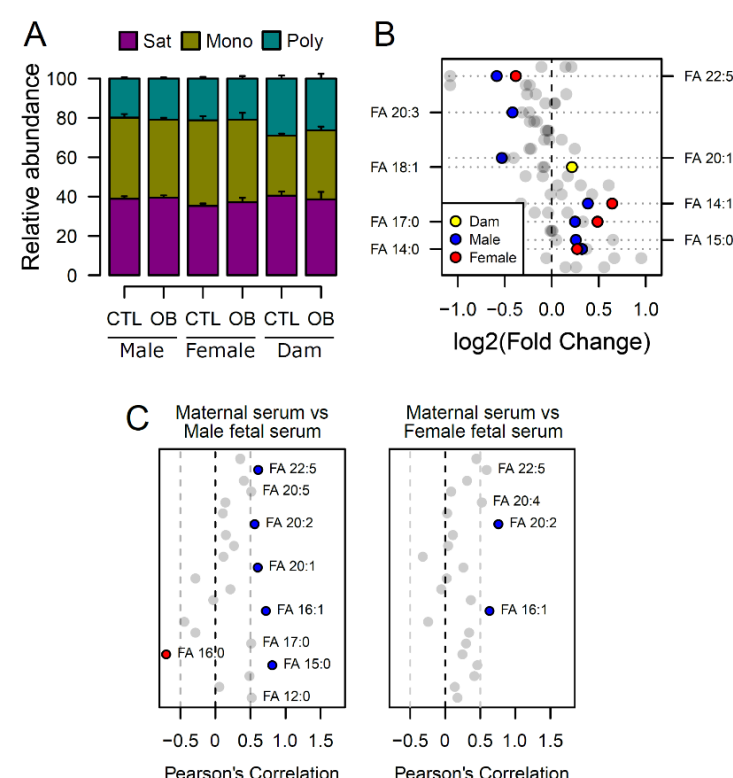 A
Sat Mono Poly
Relative abundance
100
80
60
40
20
0
CTL OB CTL OB CTL OB
Male Female Dam
B
FA 22:5
FA 20:3
FA 20:1
FA 18:1
FA 14:1
FA 17:0
FA 15:0
FA 14:0
Dam
Male
Female
−1.0 −0.5 0.0 0.5 1.0
log2(Fold Change)
C
Maternal serum vs
Male fetal serum
FA 22:5
FA 20:5
FA 20:2
FA 20:1
FA 16:1
FA 17:0
FA 16:0
FA 15:0
FA 12:0
−0.5 0 0.5 1.0 1.5
Pearson's Correlation
Maternal serum vs
Female fetal serum
FA 22:5
FA 20:4
FA 20:2
FA 16:1
−0.5 0 0.5 1.0 1.5
Pearson's Correlation